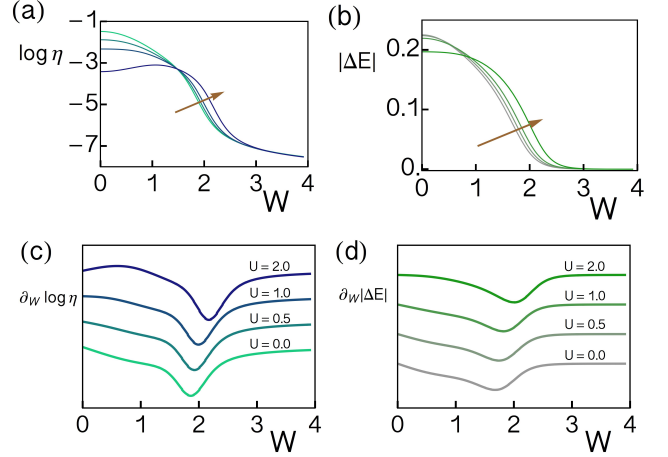 (a)
log η
−1
−3
−5
−7
0 1 2 3 4
W
(b)
|ΔE|
0.2
0.1
0.
0 1 2 3 4
W
(c)
∂W log η
U = 2.0
U = 1.0
U = 0.5
U = 0.0
0 1 2 3 4
W
(d)
∂W|ΔE|
U = 2.0
U = 1.0
U = 0.5
U = 0.0
0 1 2 3 4
W